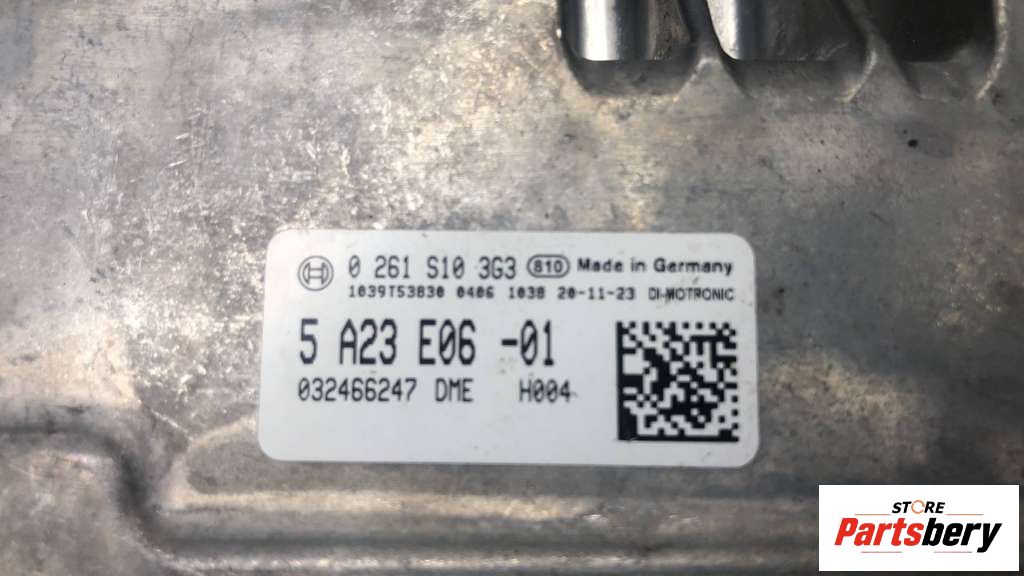 0 261 S10 3G3 810 Made in Germany
1039T53830 0406 1038 20-11-23 DI-MOTRONIC
5 A23 E06 -01
032466247 DME H004
STORE
Partsbery